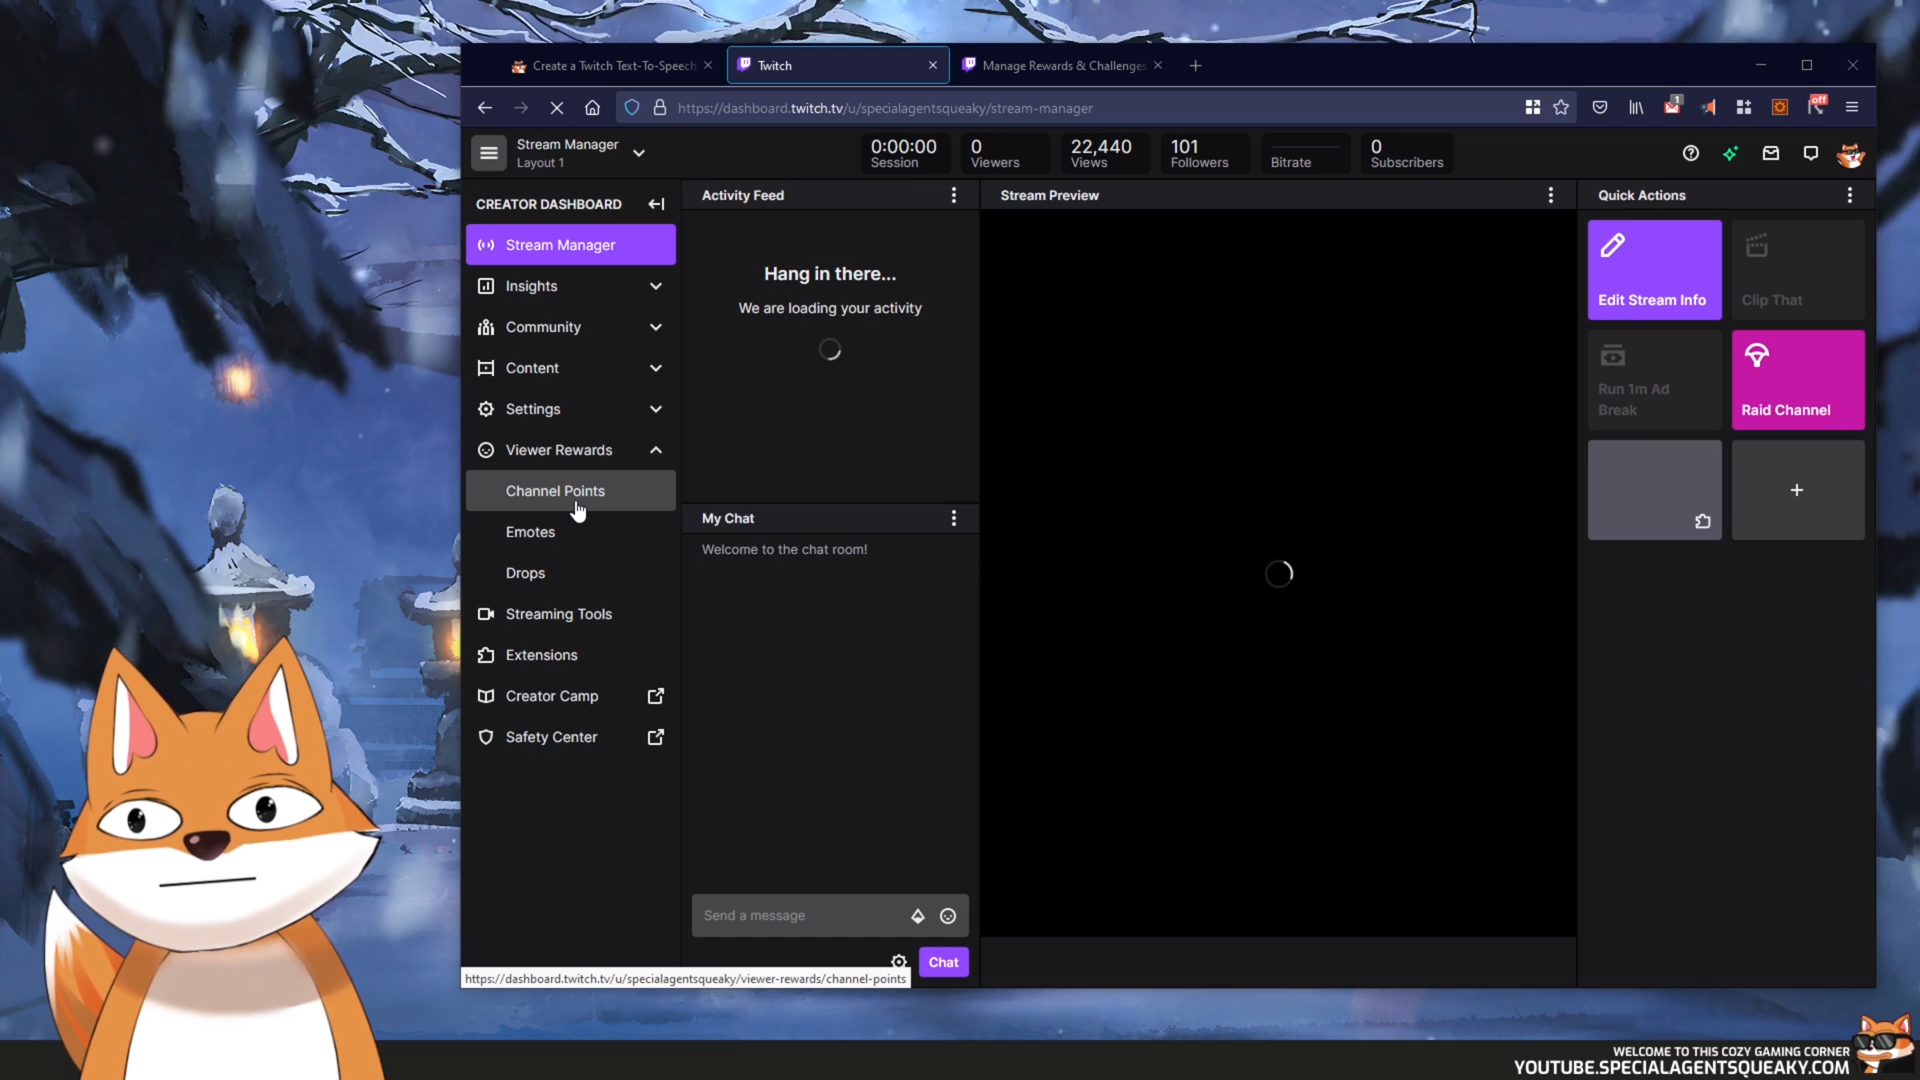 Create a Twitch Text-To-Speech
Twitch
Manage Rewards & Challenges
https://dashboard.twitch.tv/u/specialagentsqueaky/stream-manager
1
off
Stream Manager
Layout 1
0:00:00
Session
0
Viewers
22,440
Views
101
Followers
Bitrate
0
Subscribers
CREATOR DASHBOARD
Stream Manager
Insights
Community
Content
Settings
Viewer Rewards
Channel Points
Emotes
Drops
Streaming Tools
Extensions
Creator Camp
Safety Center
Activity Feed
Hang in there...
We are loading your activity
My Chat
Welcome to the chat room!
Send a message
Chat
https://dashboard.twitch.tv/u/specialagentsqueaky/viewer-rewards/channel-points
Stream Preview
Quick Actions
Edit Stream Info
Clip That
Run 1m Ad
Break
Raid Channel
WELCOME TO THIS COZY GAMING CORNER
YOUTUBE.SPECIALAGENTSQUEAKY.COM